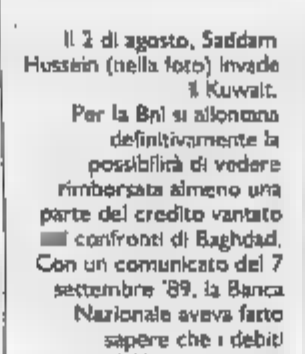 Il 2 di agosto, Saddam
Hussein (nella foto) invade
il Kuwait.
Per la Bnl si allontana
definitivamente la
possibilità di vedere
rimborsata almeno una
parte del credito vantato
confronti di Baghdad.
Con un comunicato del 7
settembre '89, la Banca
Nazionale aveva fatto
sapere che i debiti